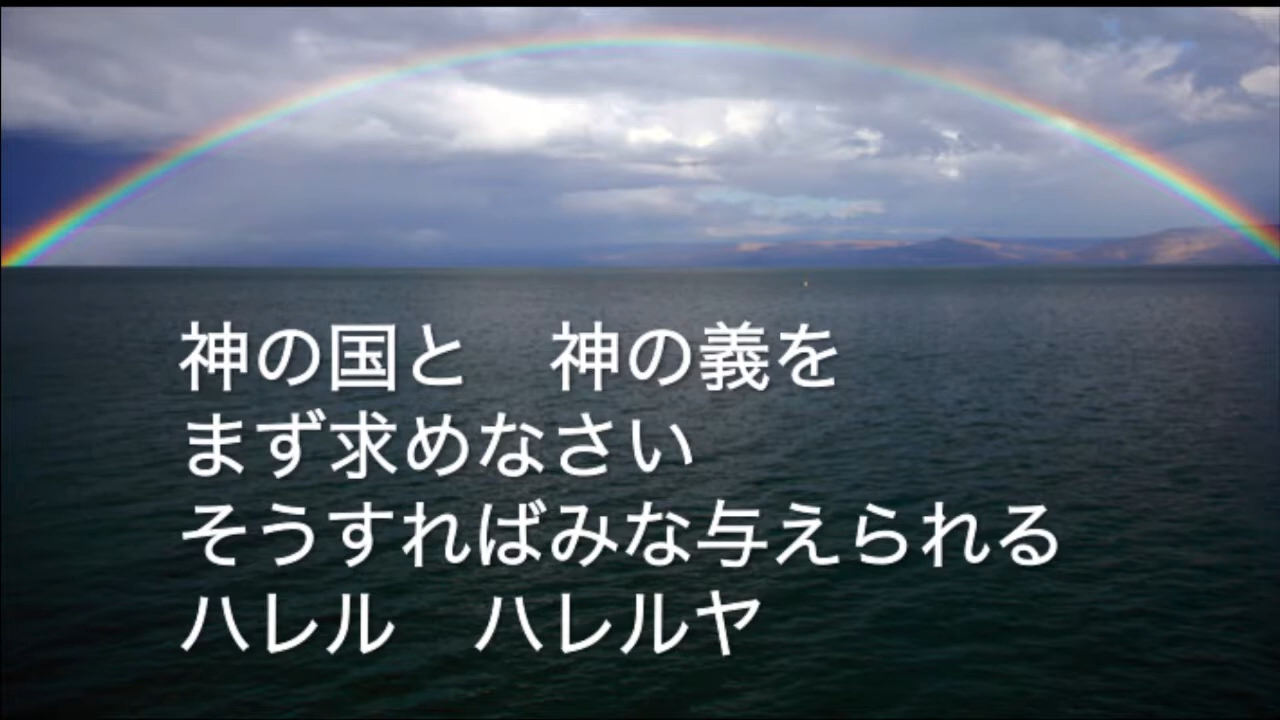 神の国と　神の義を
まず求めなさい
そうすればみな与えられる
ハレル　ハレルヤ